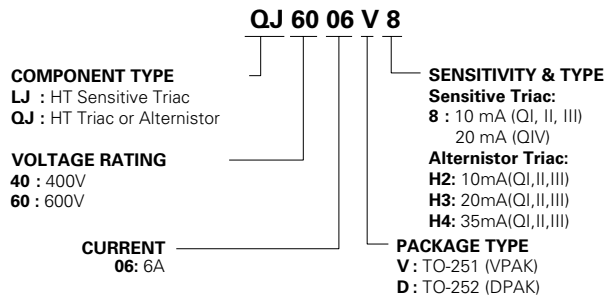 QJ 60 06 V 8
COMPONENT TYPE
LJ : HT Sensitive Triac
QJ : HT Triac or Alternistor
VOLTAGE RATING
40 : 400V
60 : 600V
CURRENT
06: 6A
SENSITIVITY & TYPE
Sensitive Triac:
8 : 10 mA (QI, II, III)
20 mA (QIV)
Alternistor Triac:
H2: 10mA(QI,II,III)
H3: 20mA(QI,II,III)
H4: 35mA(QI,II,III)
PACKAGE TYPE
V : TO-251 (VPAK)
D : TO-252 (DPAK)